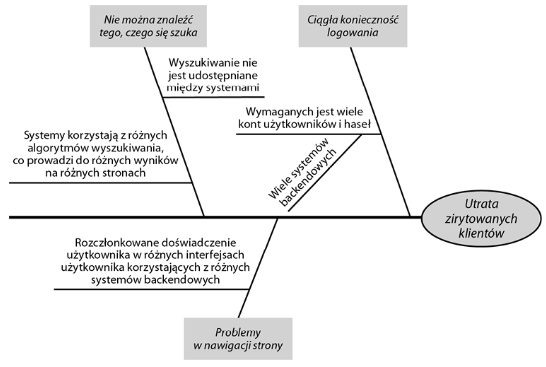 Nie można znaleźć
tego, czego się szuka
Ciągła konieczność
logowania
Wyszukiwanie nie
jest udostępniane
między systemami
Wymaganych jest wiele
kont użytkowników i haseł
Systemy korzystają z różnych
algorytmów wyszukiwania,
co prowadzi do różnych wyników
na różnych stronach
Wiele systemów
backendowych
Utrata
zirytowanych
klientów
Rozczłonkowane doświadczenie
użytkownika w różnych interfejsach
użytkownika korzystających z różnych
systemów backendowych
Problemy
w nawigacji strony